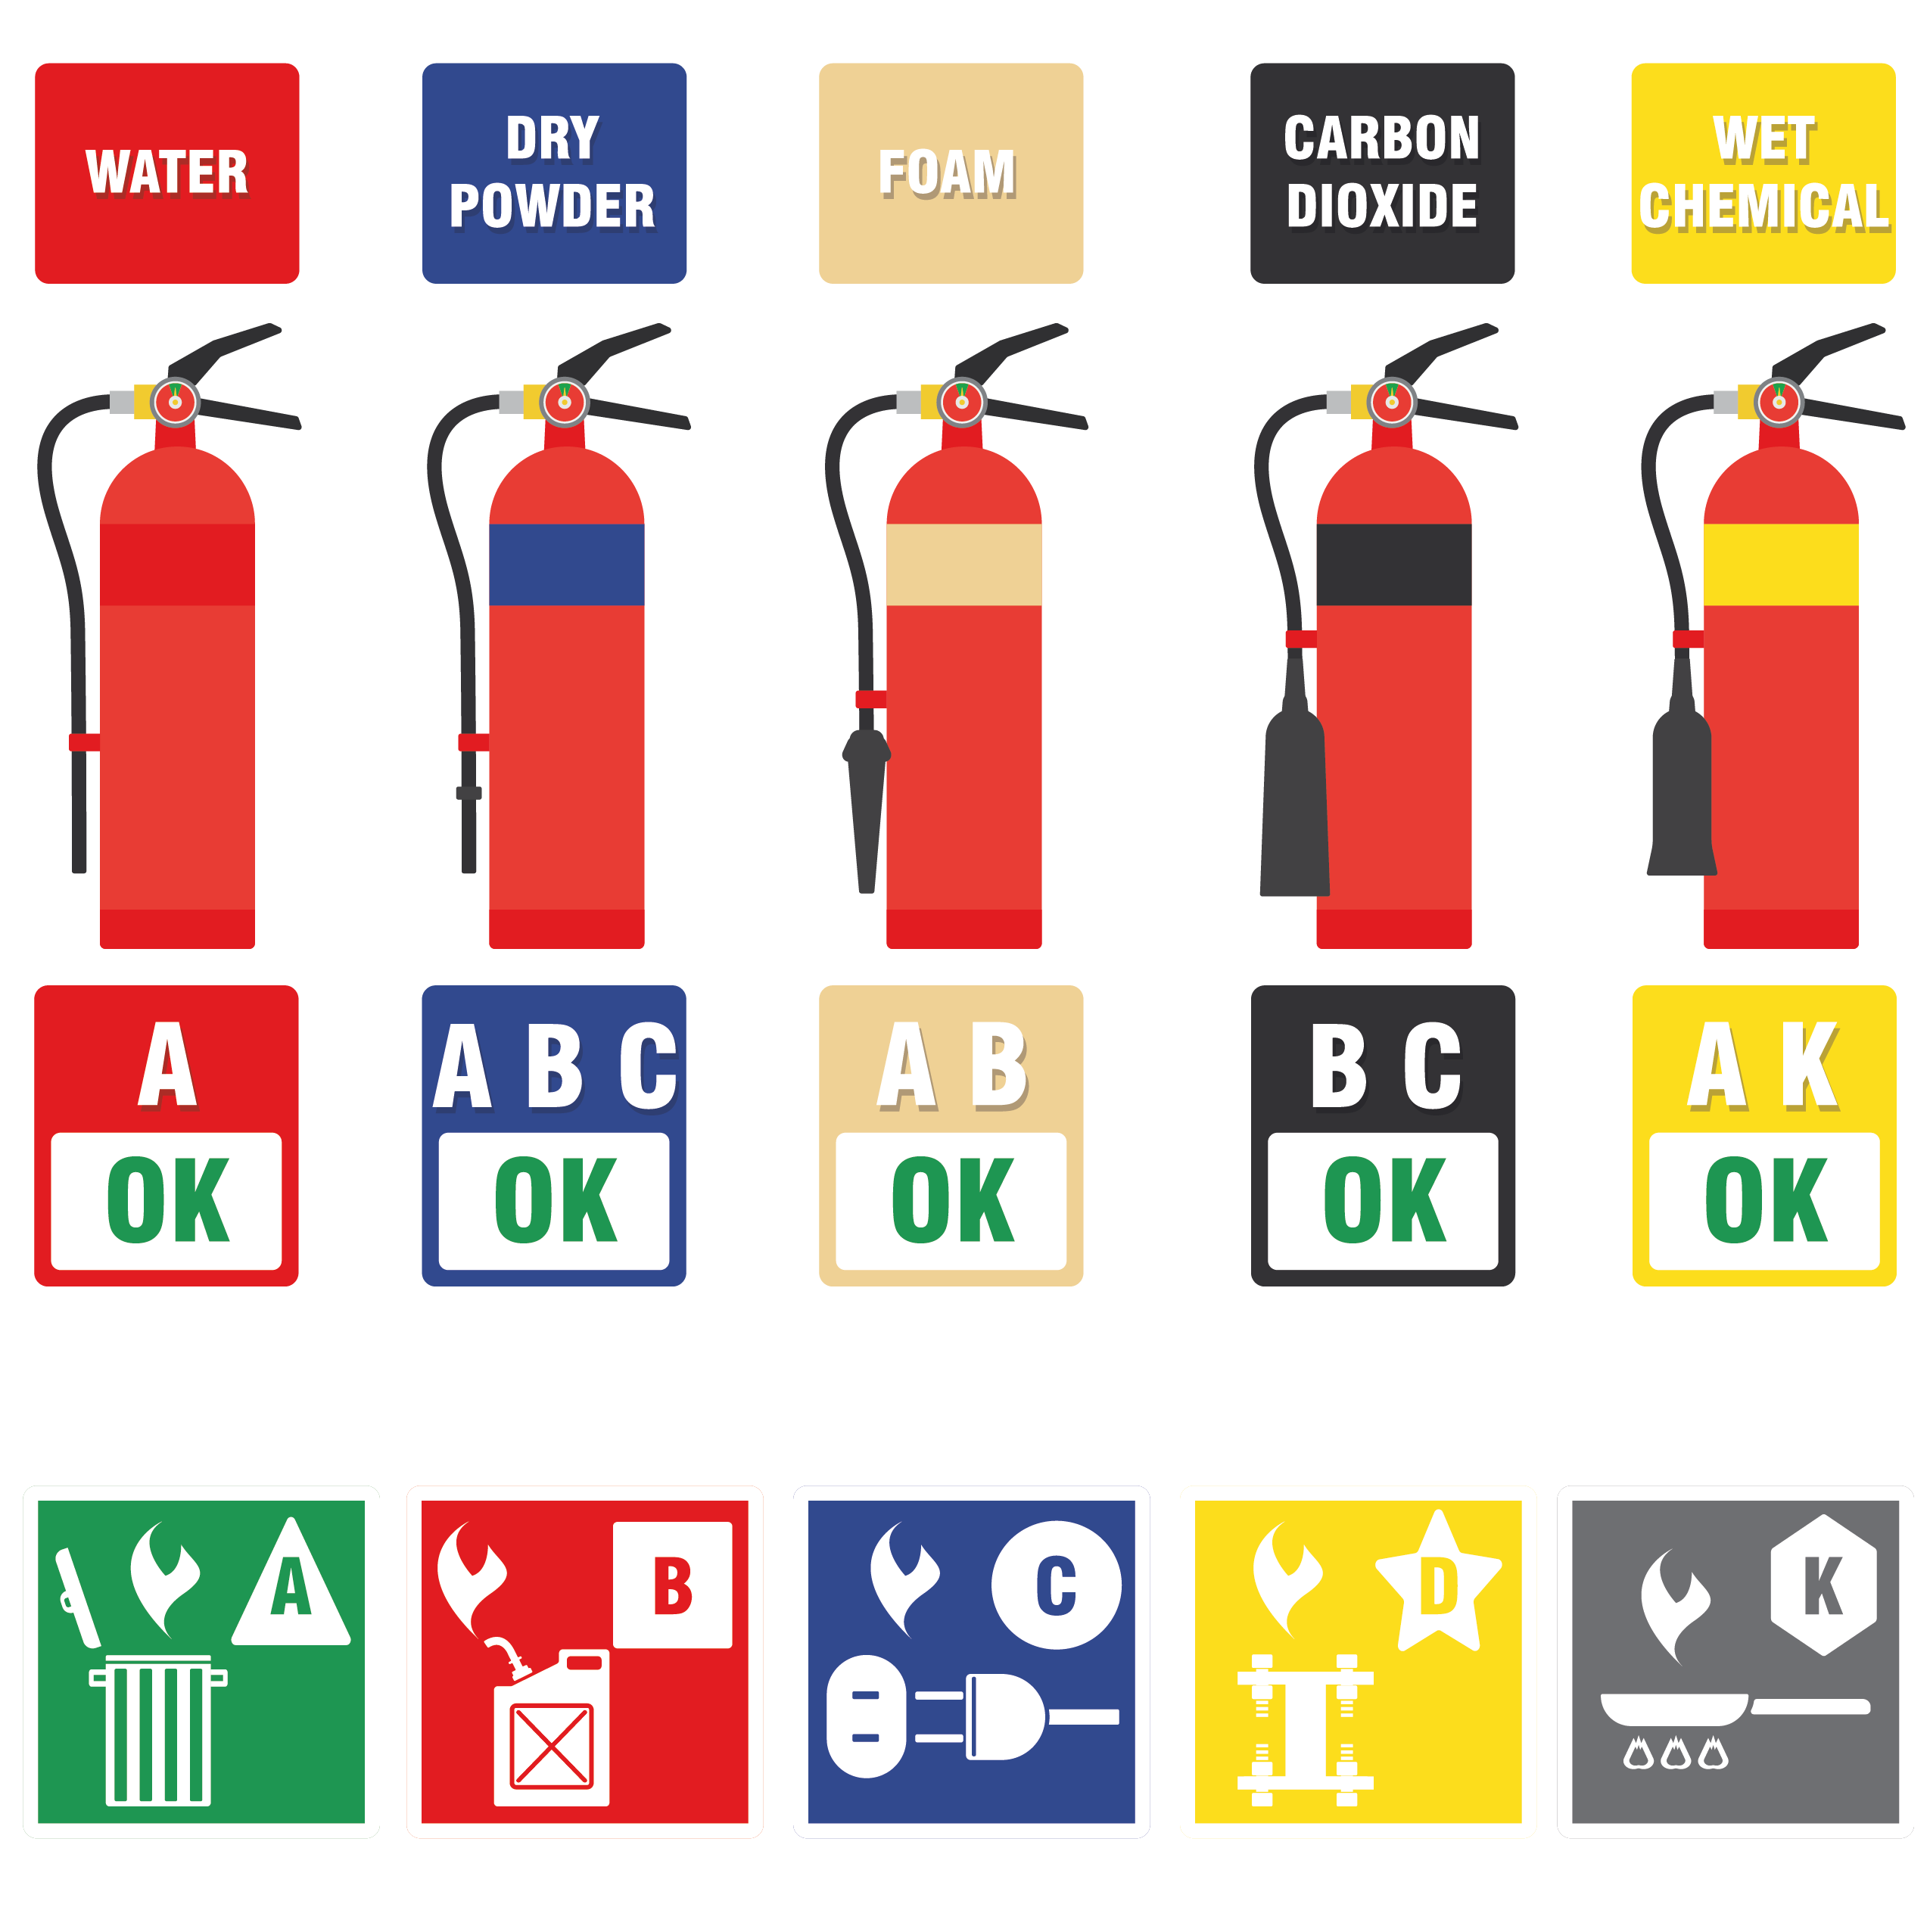 WATER
DRY
POWDER
FOAM
CARBON
DIOXIDE
WET
CHEMICAL
A
OK
A B C
OK
A B
OK
B C
OK
A K
OK
A
B
C
D
K